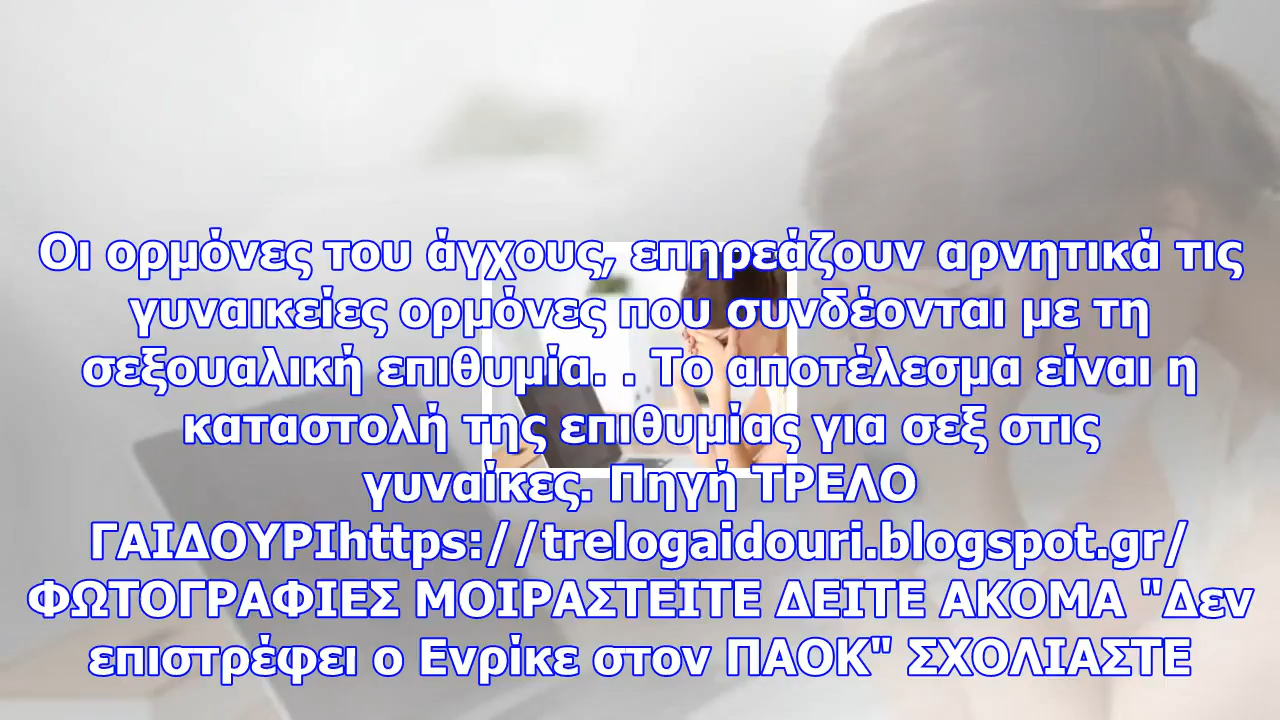 Οι ορμόνες του άγχους, επηρεάζουν αρνητικά τις
γυναικείες ορμόνες που συνδέονται με τη
σεξουαλική επιθυμία. . Το αποτέλεσμα είναι η
καταστολή της επιθυμίας για σεξ στις
γυναίκες. Πηγή ΤΡΕΛΟ
ΓΑΙΔΟΥΡΙhttps://trelogaidouri.blogspot.gr/
ΦΩΤΟΓΡΑΦΙΕΣ ΜΟΙΡΑΣΤΕΙΤΕ ΔΕΙΤΕ ΑΚΟΜΑ "Δεν
επιστρέφει ο Ενρίκε στον ΠΑΟΚ" ΣΧΟΛΙΑΣΤΕ